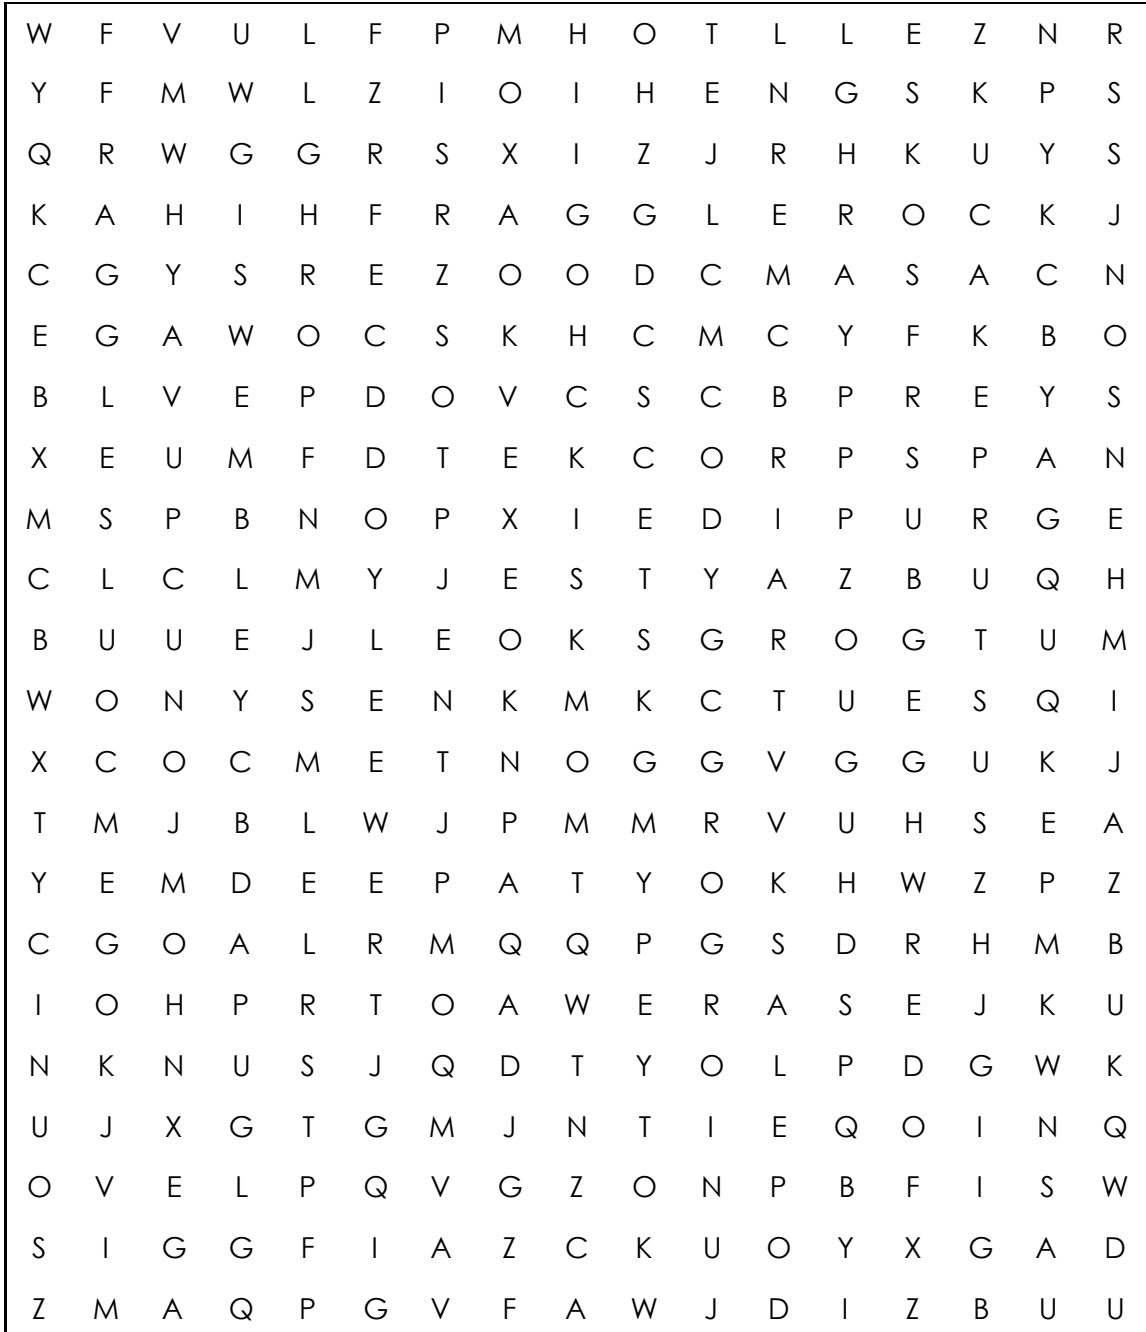 W F V U L F P M H O T L L E Z N R
Y F M W L Z I O I H E N G S K P S
Q R W G G R S X I Z J R H K U Y S
K A H I H F R A G G L E R O C K J
C G Y S R E Z O O D C M A S A C N
E G A W O C S K H C M C Y F K B O
B L V E P D O V C S C B P R E Y S
X E U M F D T E K C O R P S P A N
M S P B N O P X I E D I P U R G E
C L C L M Y J E S T Y A Z B U Q H
B U U E J L E O K S G R O G T U M
W O N Y S E N K M K C T U E S Q I
X C O C M E T N O G G V G G U K J
T M J B L W J P M M R V U H S E A
Y E M D E E P A T Y O K H W Z P Z
C G O A L R M Q Q P G S D R H M B
I O H P R T O A W E R A S E J K U
N K N U S J Q D T Y O L P D G W K
U J X G T G M J N T I E Q O I N Q
O V E L P Q V G Z O N P B F I S W
S I G G F I A Z C K U O Y X G A D
Z M A Q P G V F A W J D I Z B U U